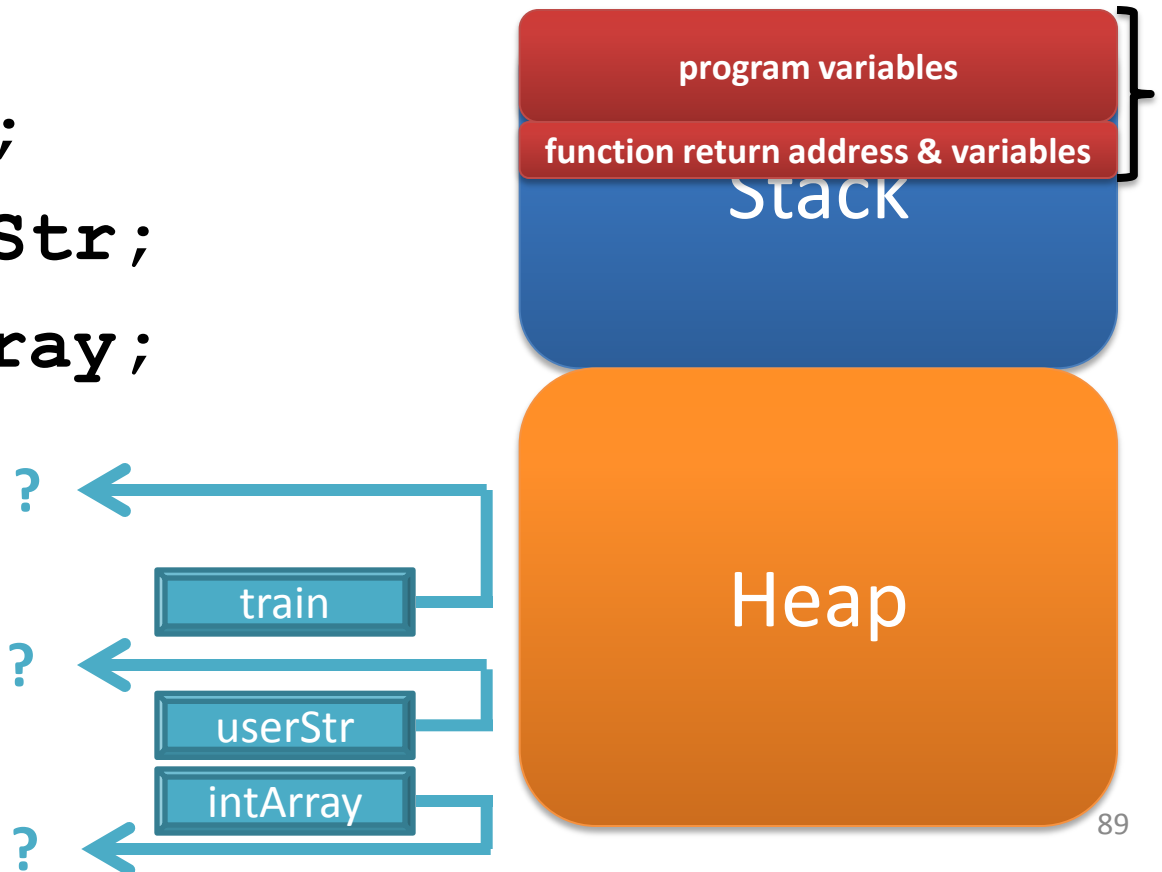 program variables
;
function return address & variables
Str;
Stack
ray;
?
train
Heap
?
userStr
intArray
?
89